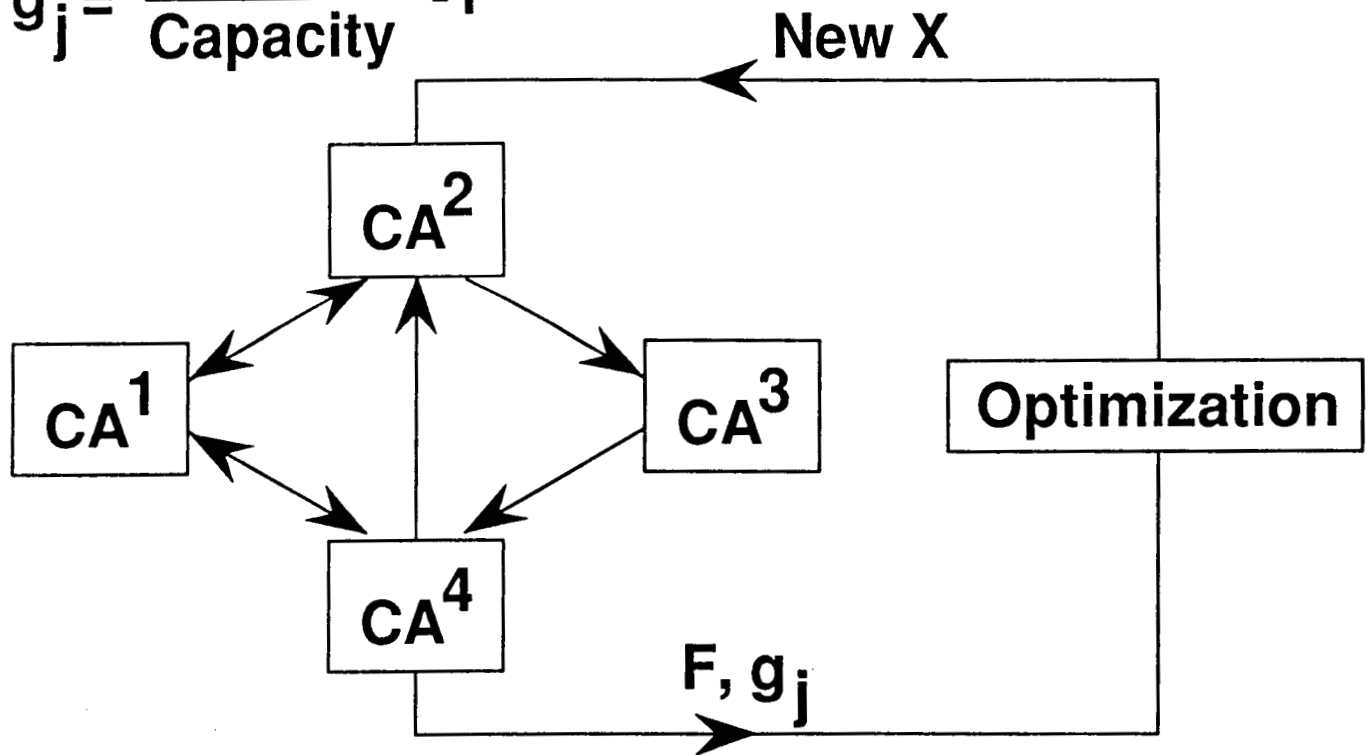 gj =
Capacity
New X
CA2
CA1
CA3
Optimization
CA4
F, gj